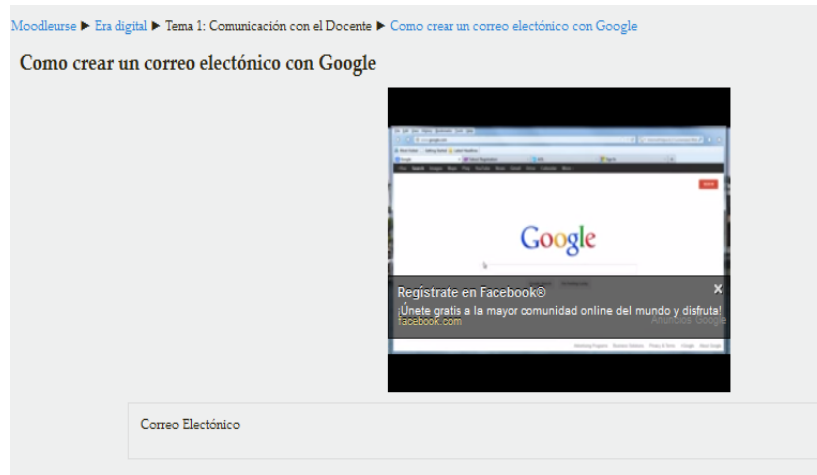 Moodleurse ► Era digital ► Tema 1: Comunicación con el Docente ► Como crear un correo electónico con Google
Como crear un correo electónico con Google
Google
Regístrate en Facebook®
¡Únete gratis a la mayor comunidad online del mundo y disfruta!
facebook.com
Anuncios Google
Correo Electónico